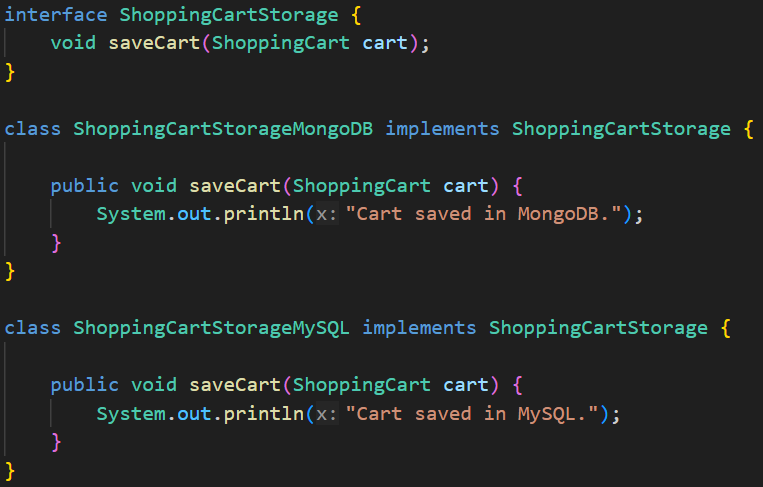 interface ShoppingCartStorage {
    void saveCart(ShoppingCart cart);
}
class ShoppingCartStorageMongoDB implements ShoppingCartStorage {
    public void saveCart(ShoppingCart cart) {
        System.out.println(x: "Cart saved in MongoDB.");
    }
}
class ShoppingCartStorageMySQL implements ShoppingCartStorage {
    public void saveCart(ShoppingCart cart) {
        System.out.println(x: "Cart saved in MySQL.");
    }
}